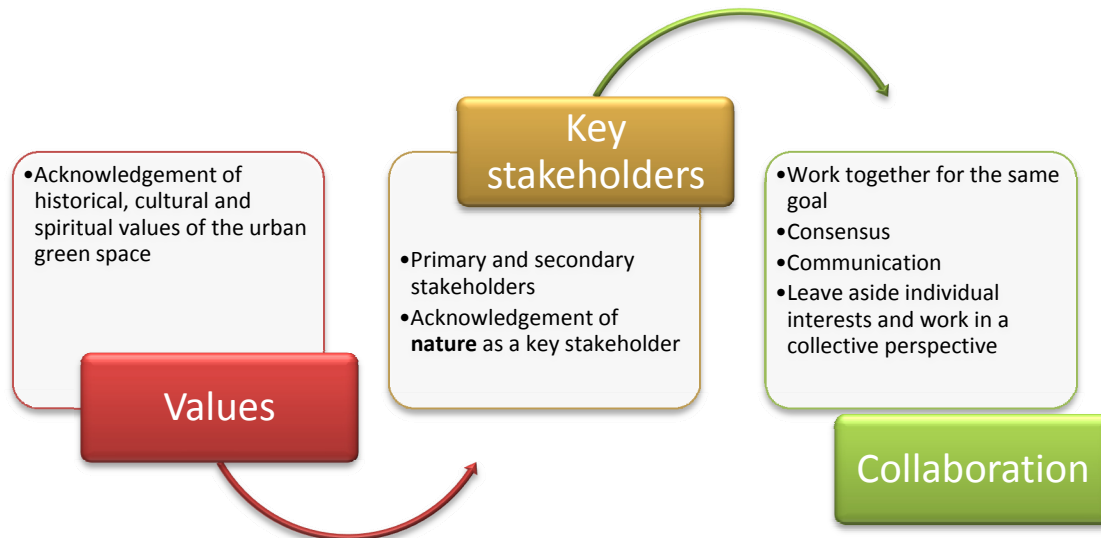 •Acknowledgement of
historical, cultural and
spiritual values of the urban
green space
Values
Key
stakeholders
•Primary and secondary
stakeholders
•Acknowledgement of
nature as a key stakeholder
•Work together for the same
goal
•Consensus
•Communication
•Leave aside individual
interests and work in a
collective perspective
Collaboration